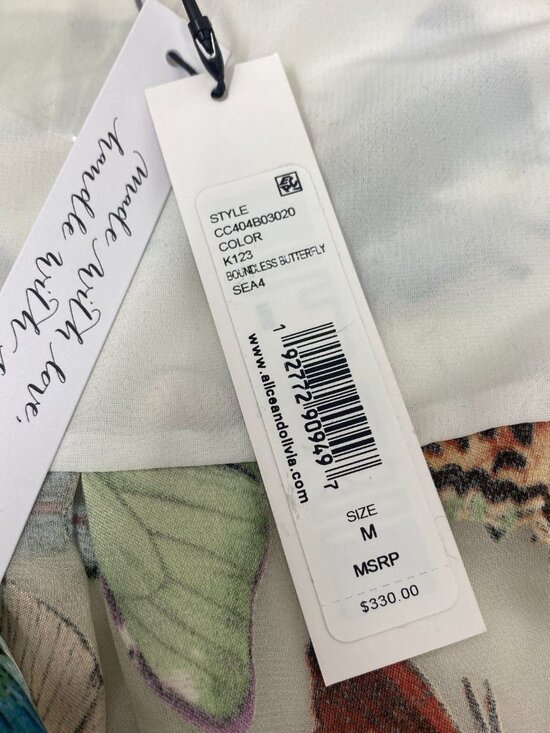 made with love,
handle with
STYLE
CC404B03020
COLOR
K123
BOUNDLESS BUTTERFLY
SEA4
www.aliceandolivia.com
1 92772 90949 7
SIZE
M
MSRP
$330.00